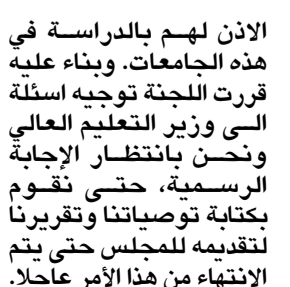 الاذن لهم بالدراسة في
هذه الجامعات. وبناء عليه
قررت اللجنة توجيه اسئلة
الى وزير التعليم العالي
ونحن بانتظار الإجابة
الرسمية، حتى نقوم
بكتابة توصياتنا وتقريرنا
لتقديمه للمجلس حتى يتم
الإنتهاء من هذا الأمر عاجلا.